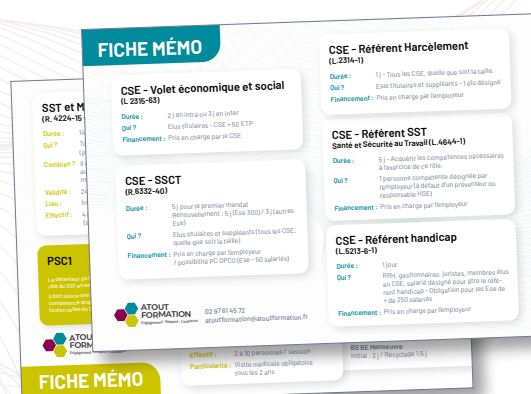 FICHE MÉMO
CSE - Volet économique et social
(L 2315-63)
Durée : 2 j en intra ou 3 j en inter
Qui ? Elus titulaires - CSE + 50 ETP
Financement : Pris en charge par le CSE
CSE - SSCT
(R.6332-40)
Durée : 5 j pour le premier mandat
Renouvellement : 5 j (Ese 300) / 3 j (autres
Ese)
Qui ? Elus titulaires et suppléants (tous les CSE,
quelle que soit la taille)
Financement : Pris en charge par l'employeur
/ possibilité PC OPCO (Ese - 50 salariés)
ATOUT
FORMATION
02 97 61 45 72
atoutformation@atoutformation.fr
CSE - Référent Harcèlement
(L.2314-1)
Durée : 1 j - Tous les CSE, quelle que soit la taille.
Qui ? Elus titulaires et suppléants - 1 élu désigné
Financement : Pris en charge par l'employeur
CSE - Référent SST
Santé et Sécurité au Travail (L.4644-1)
Durée : 5 j - Acquérir les compétences nécessaires
à l'exercice de ce rôle.
Qui ? 1 personne compétente désignée par
l'employeur (à défaut d'un préventeur ou
responsable HSE)
Financement : Pris en charge par l'employeur
CSE - Référent handicap
(L.5213-6-1)
Durée : 1 jour
Qui ? RRH, gestionnaires, juristes, membres élus
au CSE, salarié désigné pour être le réfé-
rent handicap - Obligation pour les Ese de
+ de 250 salariés
Financement : Pris en charge par l'employeur
SST et M
(R. 4224-15
Durée :
Qui ?
Combien ?
Validité :
Lieu :
Effectif :
PSC1
ATOU
FORM
Effectif : 2 à 10 personnes / session
Particularité : Visite médicale obligatoire
tous les 2 ans
BS BE Manoeuvre
Initial : 2 j / Recyclage 1,5 j
FICHE MÉMO